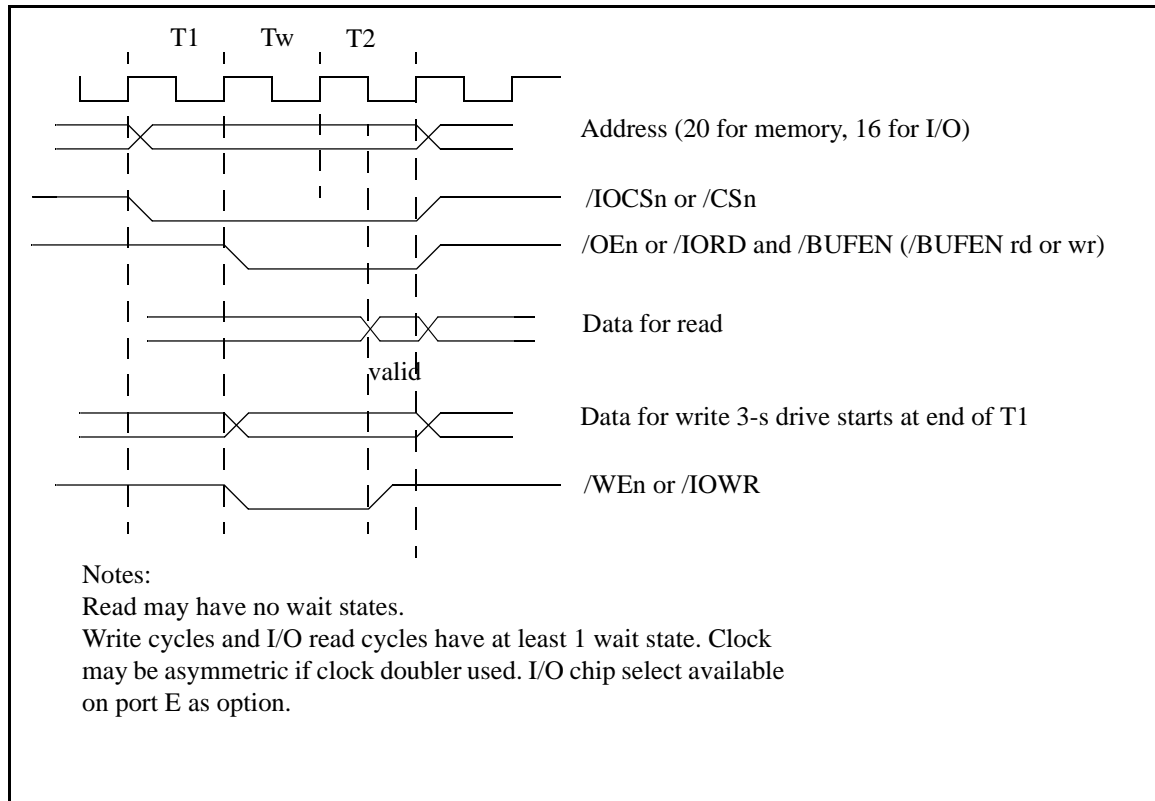 T1 Tw T2
Address (20 for memory, 16 for I/O)
/IOCSn or /CSn
/OEn or /IORD and /BUFEN (/BUFEN rd or wr)
Data for read
valid
Data for write 3-s drive starts at end of T1
/WEn or /IOWR
Notes:
Read may have no wait states.
Write cycles and I/O read cycles have at least 1 wait state. Clock
may be asymmetric if clock doubler used. I/O chip select available
on port E as option.